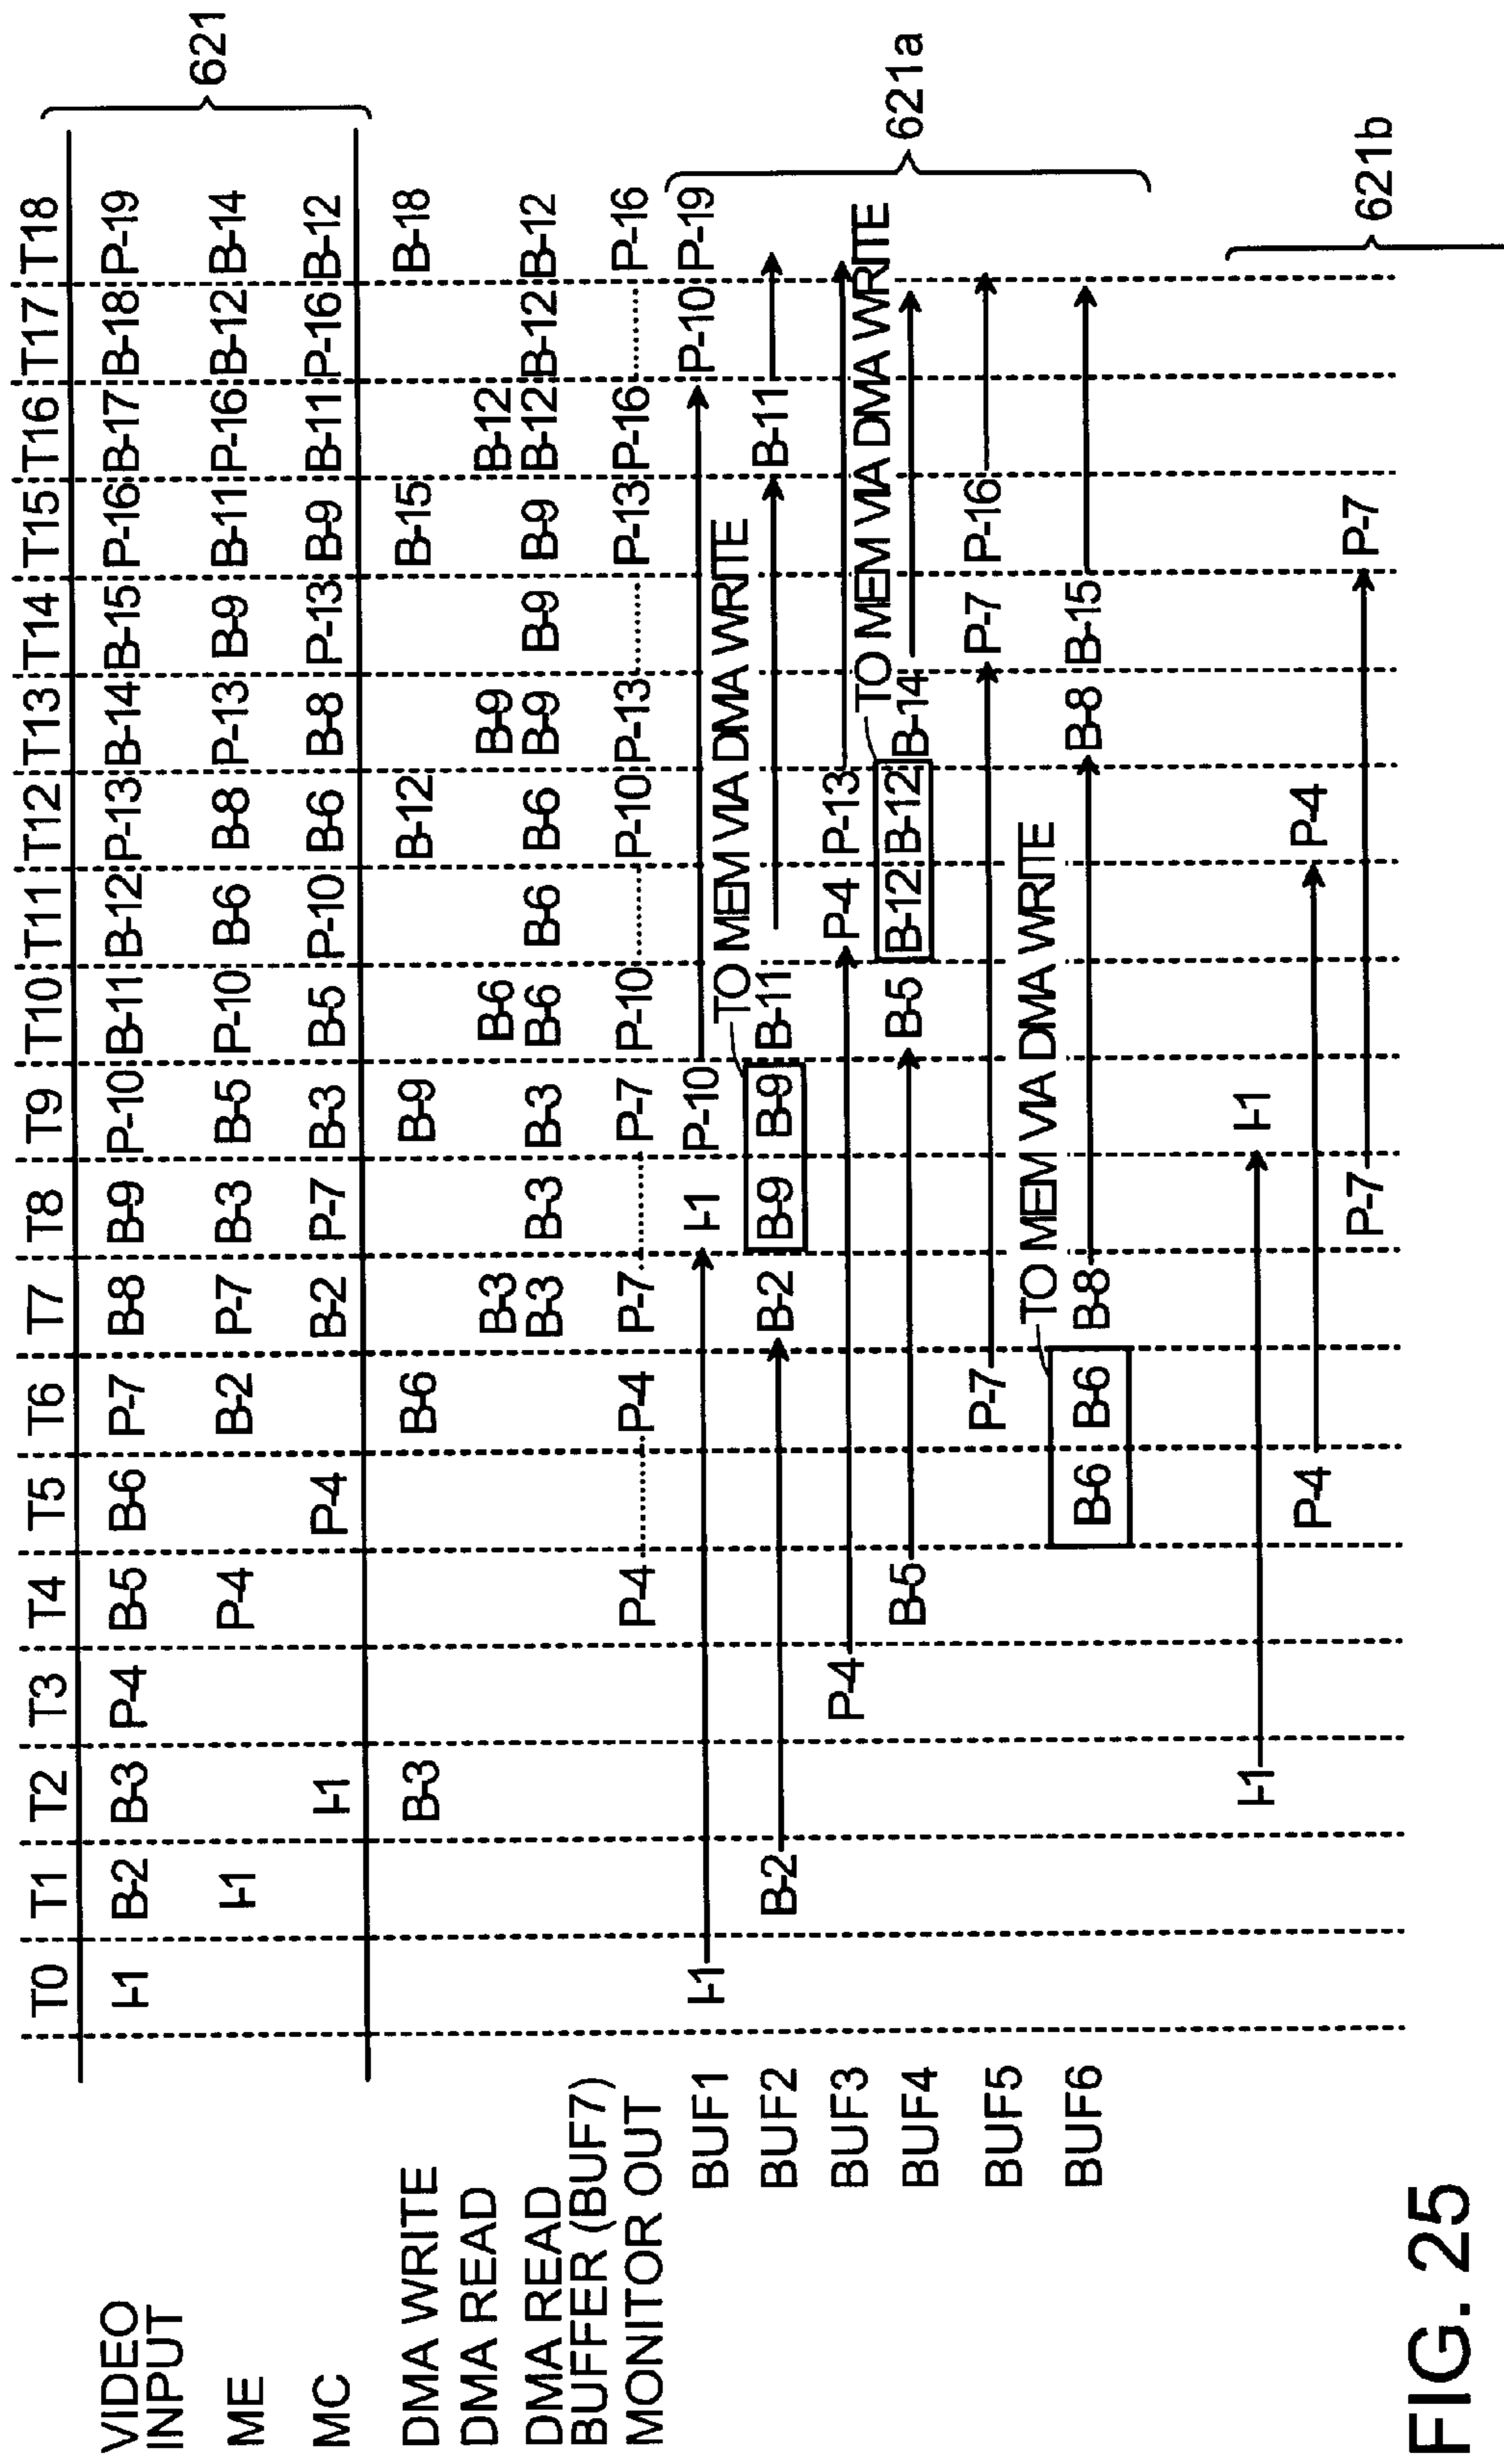 T0 T1 T2 T3 T4 T5 T6 T7 T8 T9 T10 T11 T12 T13 T14 T15 T16 T17 T18
VIDEO INPUT I-1 B-2 B-3 P-4 B-5 B-6 P-7 B-8 B-9 P-10 B-11 B-12 P-13 B-14 B-15 P-16 B-17 B-18 P-19
621
ME I-1 P-4 B-2 P-7 B-3 B-5 P-10 B-6 B-8 P-13 B-9 B-11 P-16 B-12 B-14
MC I-1 P-4 B-2 P-7 B-3 B-5 P-10 B-6 B-8 P-13 B-9 B-11 P-16 B-12
DMA WRITE B-3 B-6 B-9 B-12 B-15 B-18
DMA READ B-3 B-6 B-9 B-12
DMA READ BUFFER (BUF7) B-3 B-3 B-3 B-6 B-6 B-6 B-9 B-9 B-9 B-12 B-12 B-12
MONITOR OUT P-4 P-4 P-7 P-7 P-10 P-10 P-13 P-13 P-16 P-16
BUF1 I-1 I-1 P-10 P-10 P-19
TO MEM VIA DMA WRITE
BUF2 B-2 B-2 B-9 B-9 B-11 B-11
BUF3 P-4 P-4 P-13
TO MEM VIA DMA WRITE
621a
BUF4 B-5 B-5 B-12 B-12 B-14
BUF5 P-7 P-7 P-16
TO MEM VIA DMA WRITE
BUF6 B-6 B-6 B-8 B-8 B-15
I-1 I-1
P-4 P-4
P-7 P-7
621b
FIG. 25